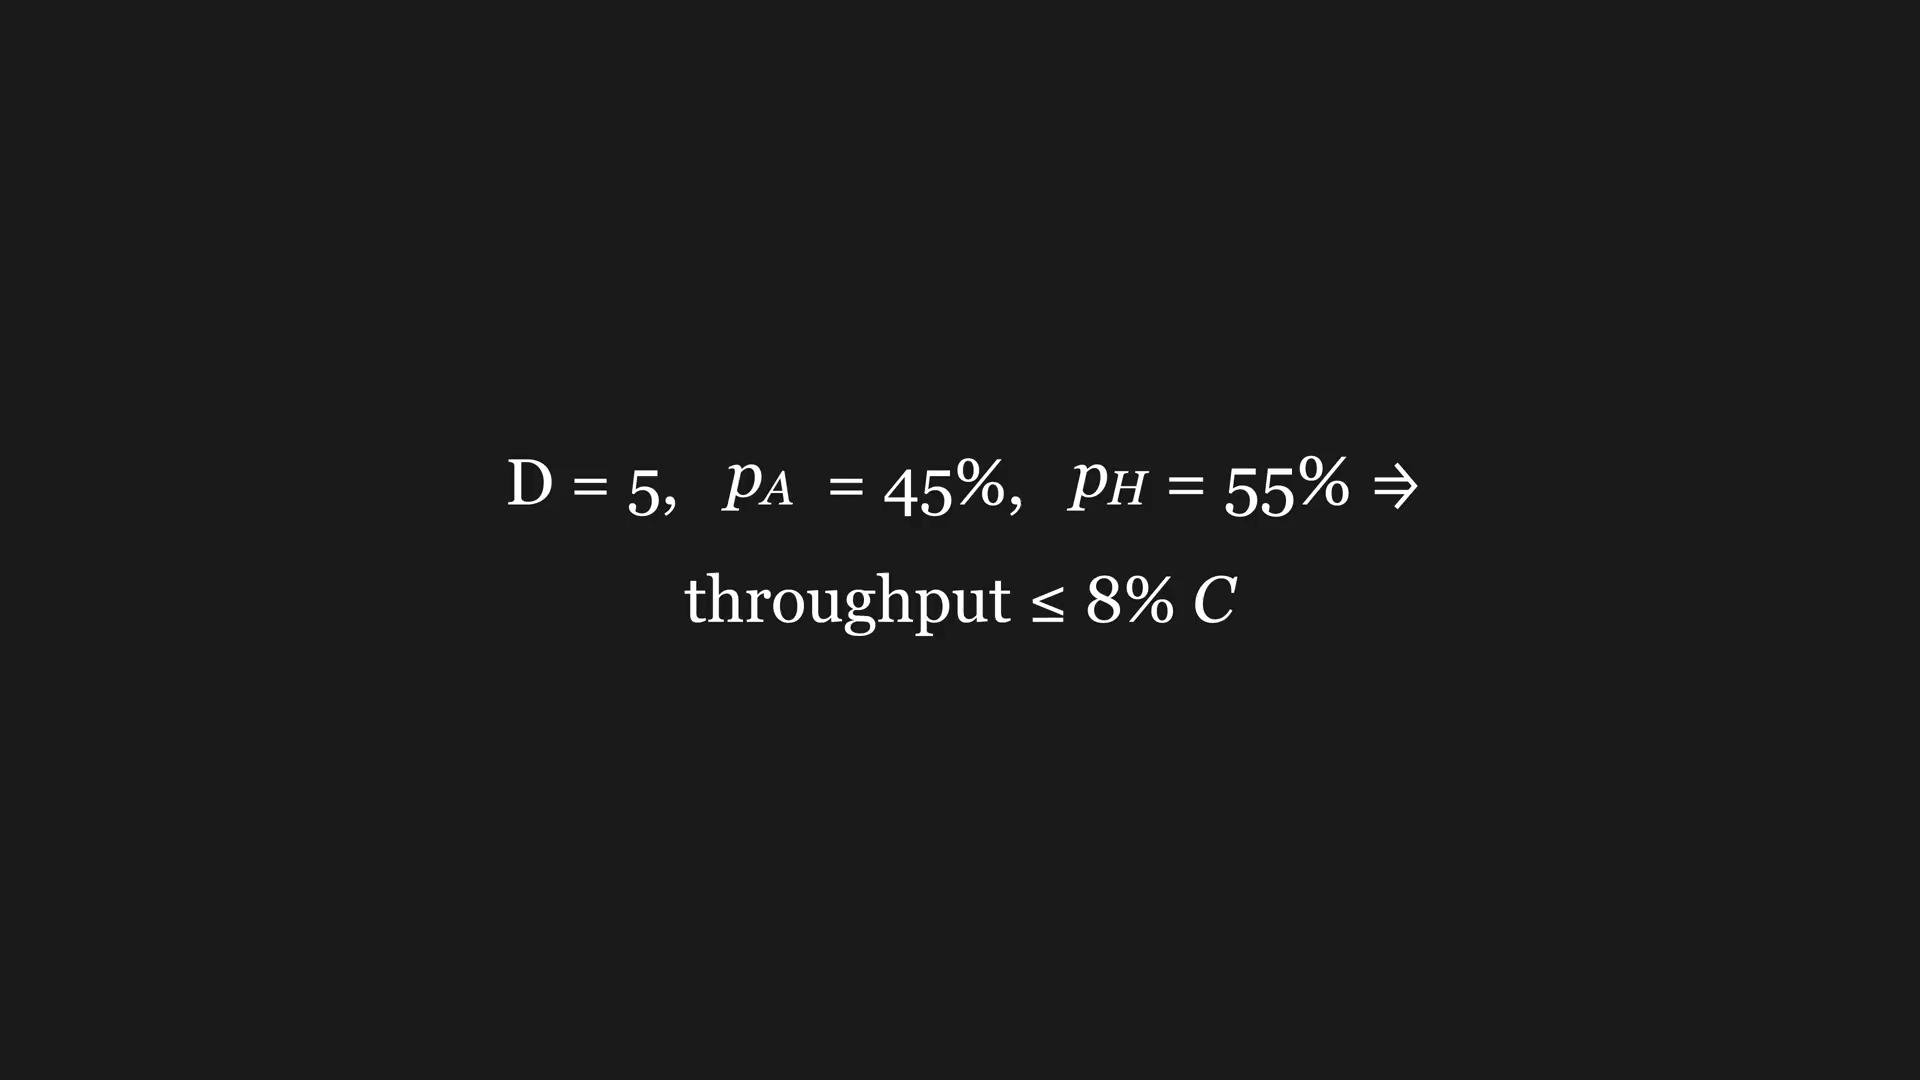 D = 5, pA = 45%, pH = 55% ⇒
throughput ≤ 8% C